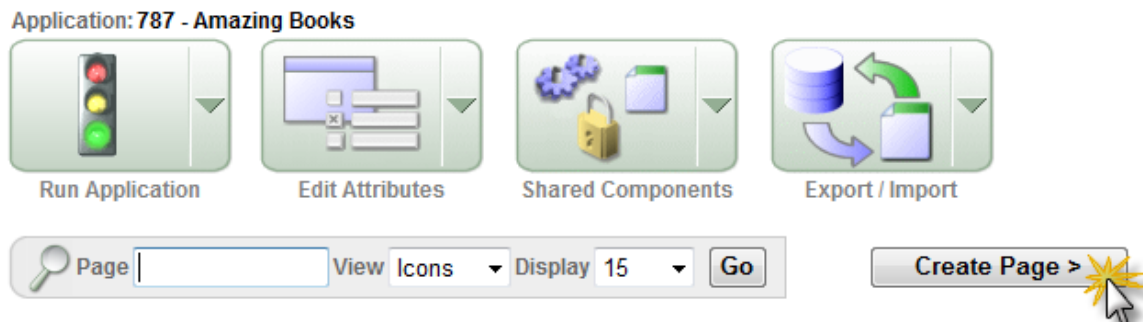 Application: 787 - Amazing Books
Run Application Edit Attributes Shared Components Export / Import
Page View Icons Display 15 Go Create Page >